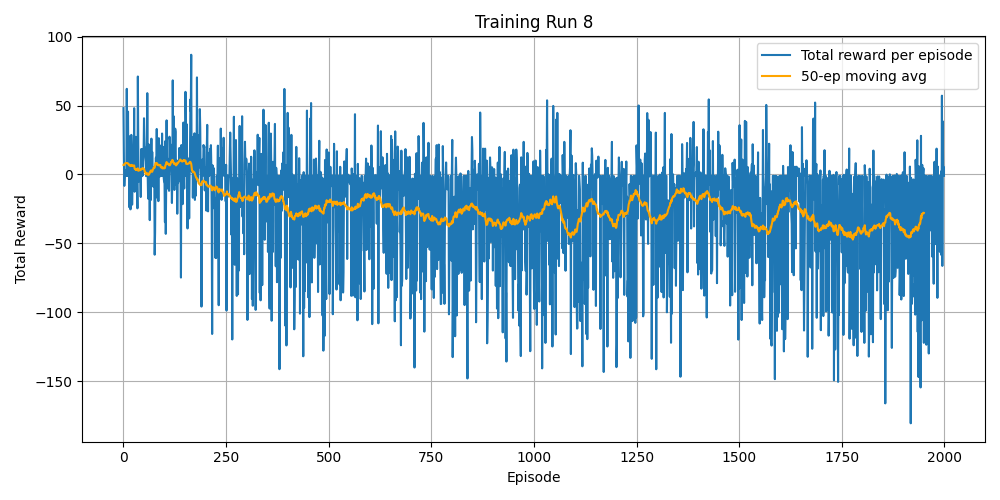 Training Run 8
Total reward per episode
50-ep moving avg
100
50
0
−50
−100
−150
Total Reward
0 250 500 750 1000 1250 1500 1750 2000
Episode